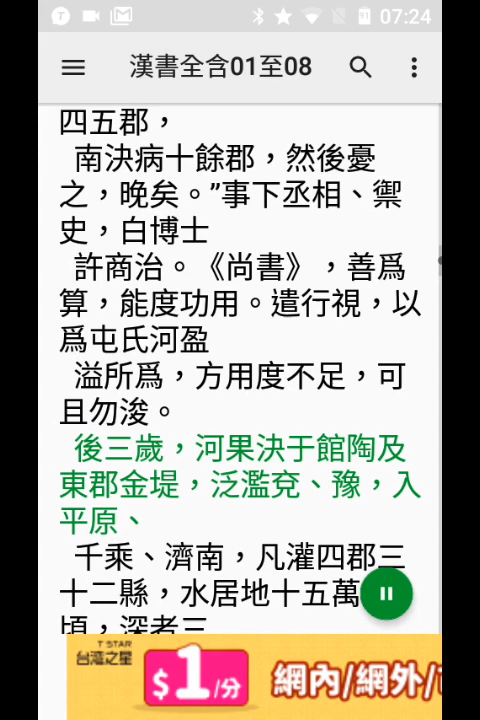 07:24
漢書全含01至08
四五郡，
南決病十餘郡，然後憂
之，晚矣。”事下丞相、禦
史，白博士
許商治。《尚書》，善爲
算，能度功用。遣行視，以
爲屯氏河盈
溢所爲，方用度不足，可
且勿浚。
後三歲，河果決于館陶及
東郡金堤，泛濫兗、豫，入
平原、
千乘、濟南，凡灌四郡三
十二縣，水居地十五萬
頃，深者三
T STAR
台灣之星
$1/分
網內/網外/